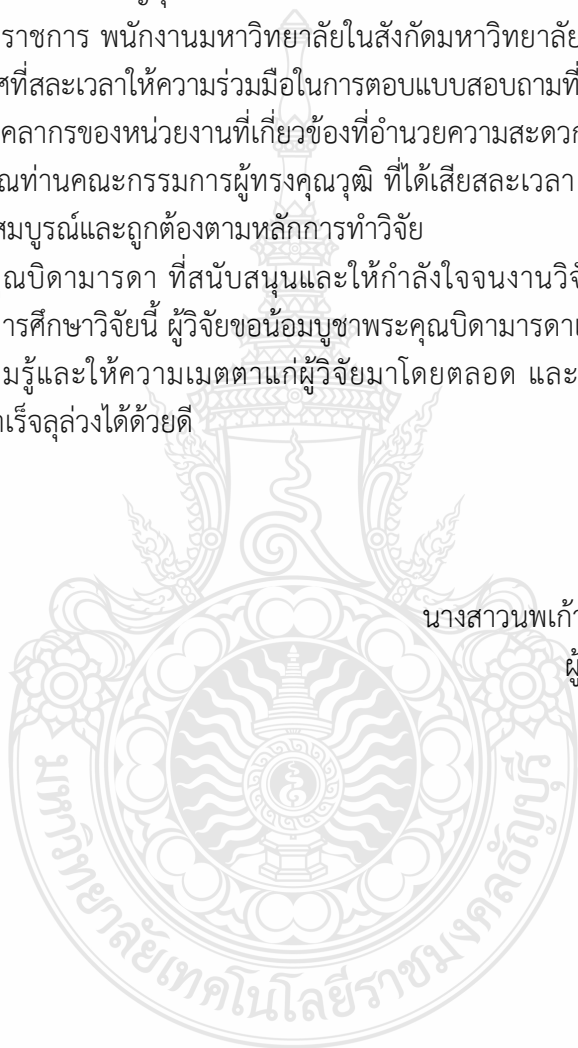 ราชการ พนักงานมหาวิทยาลัยในสังกัดมหาวิทยาลัย
ที่สละเวลาให้ความร่วมมือในการตอบแบบสอบถามที่
คลากรของหน่วยงานที่เกี่ยวข้องที่อำนวยความสะดวก
ณท่านคณะกรรมการผู้ทรงคุณวุฒิ ที่ได้เสียสละเวลา
สมบูรณ์และถูกต้องตามหลักการทำวิจัย
ณบิดามารดา ที่สนับสนุนและให้กำลังใจจนงานวิจั
การศึกษาวิจัยนี้ ผู้วิจัยขอน้อมบูชาพระคุณบิดามารดา
มรู้และให้ความเมตตาแก่ผู้วิจัยมาโดยตลอด และ
เร็จลุล่วงได้ด้วยดี
นางสาวนพเก้า
ผู้
มหาวิทยาลัยเทคโนโลยีราชมงคลธัญบุรี